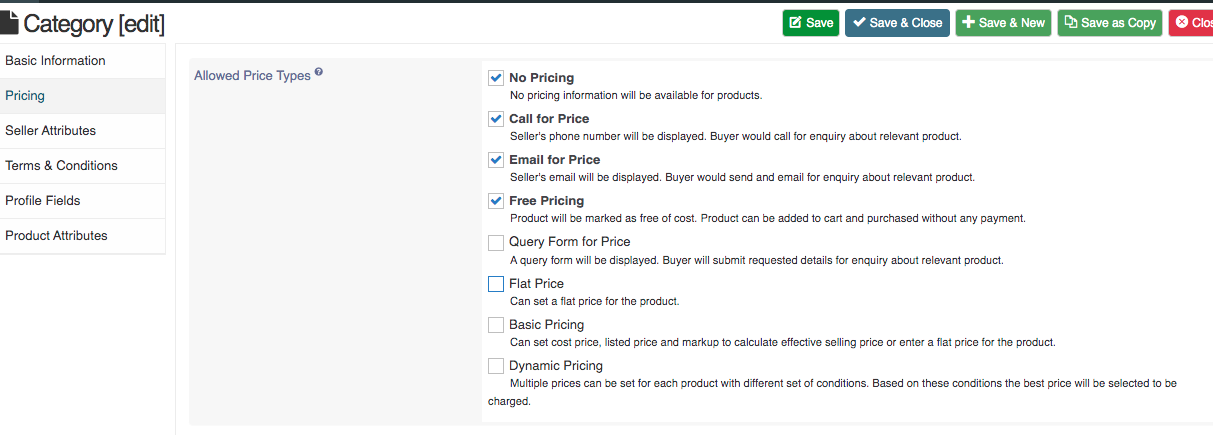 Category [edit]
Save
Save & Close
Save & New
Save as Copy
Basic Information
Pricing
Seller Attributes
Terms & Conditions
Profile Fields
Product Attributes
Allowed Price Types ?
No Pricing
No pricing information will be available for products.
Call for Price
Seller's phone number will be displayed. Buyer would call for enquiry about relevant product.
Email for Price
Seller's email will be displayed. Buyer would send and email for enquiry about relevant product.
Free Pricing
Product will be marked as free of cost. Product can be added to cart and purchased without any payment.
Query Form for Price
A query form will be displayed. Buyer will submit requested details for enquiry about relevant product.
Flat Price
Can set a flat price for the product.
Basic Pricing
Can set cost price, listed price and markup to calculate effective selling price or enter a flat price for the product.
Dynamic Pricing
Multiple prices can be set for each product with different set of conditions. Based on these conditions the best price will be selected to be
charged.